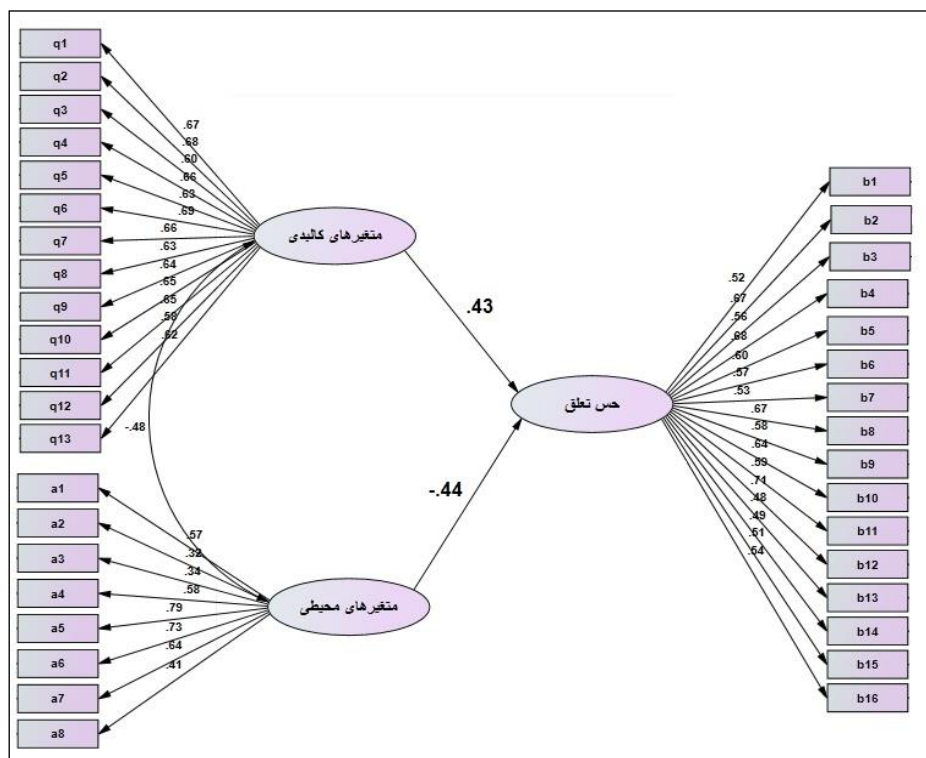 q1
q2
q3
q4
q5
q6
q7
q8
q9
q10
q11
q12
q13
.67
.68
.60
.66
.63
.69
.66
.63
.64
.65
.65
.58
.62
متغیرهای کالبدی
-.48
.43
a1
a2
a3
a4
a5
a6
a7
a8
.57
.32
.34
.58
.79
.73
.64
.41
متغیرهای محیطی
-.44
حس تعلق
.52
.67
.56
.68
.60
.57
.53
.67
.58
.64
.59
.71
.48
.49
.51
.54
b1
b2
b3
b4
b5
b6
b7
b8
b9
b10
b11
b12
b13
b14
b15
b16